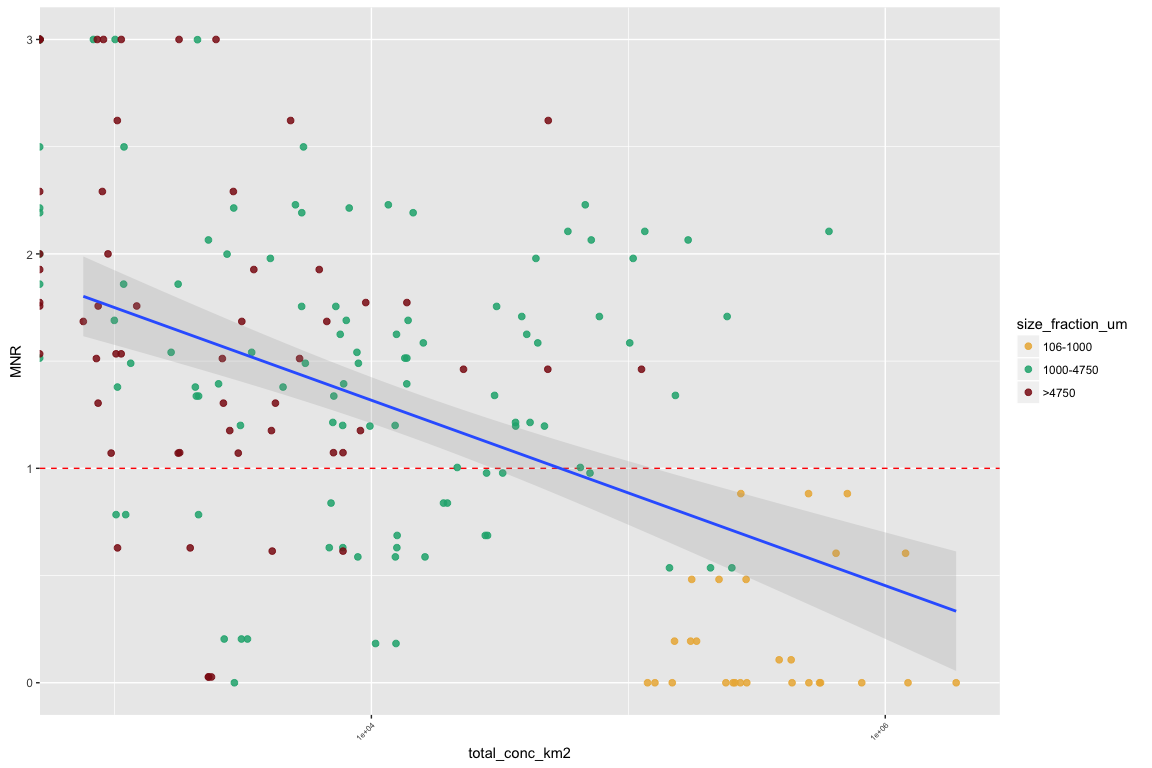 3
2
1
0
MNR
1e+04
1e+06
total_conc_km2
size_fraction_um
106-1000
1000-4750
>4750